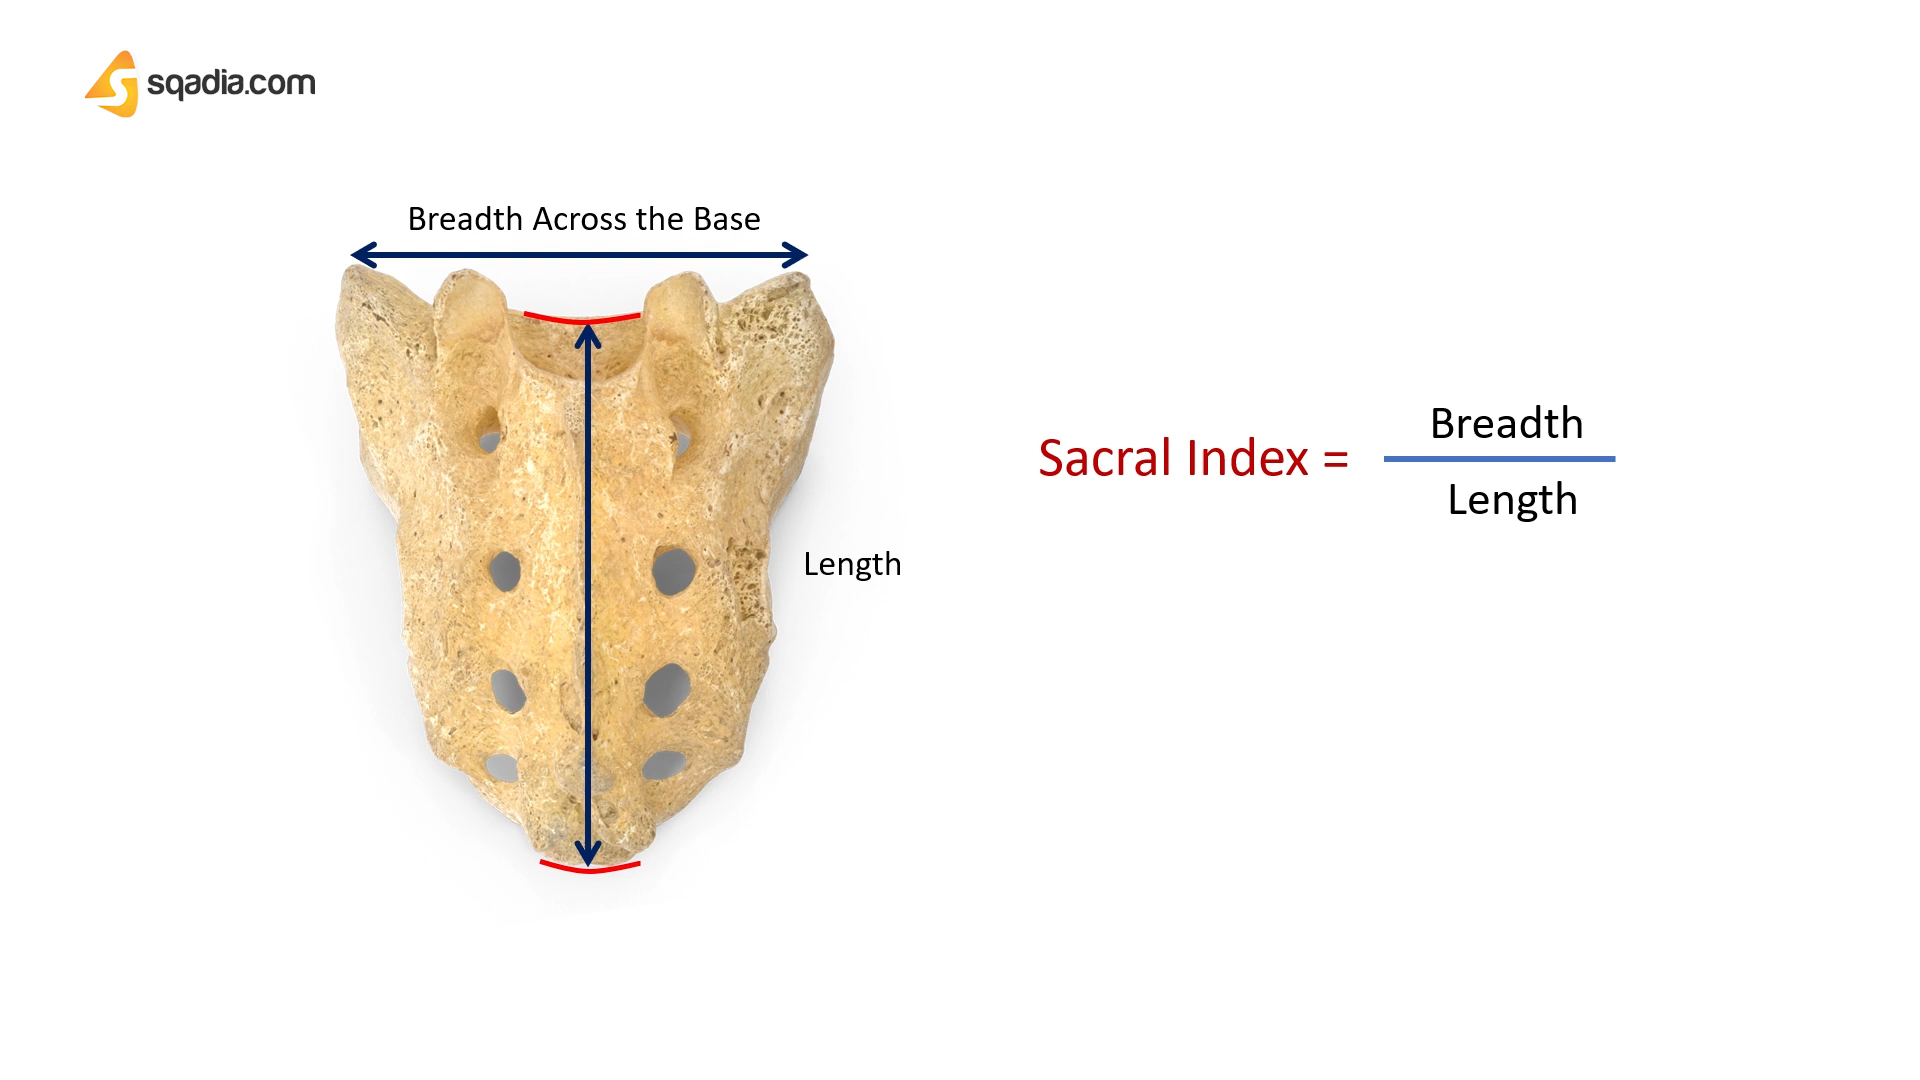 sqadia.com
Breadth Across the Base
Length
Sacral Index =
Breadth
Length